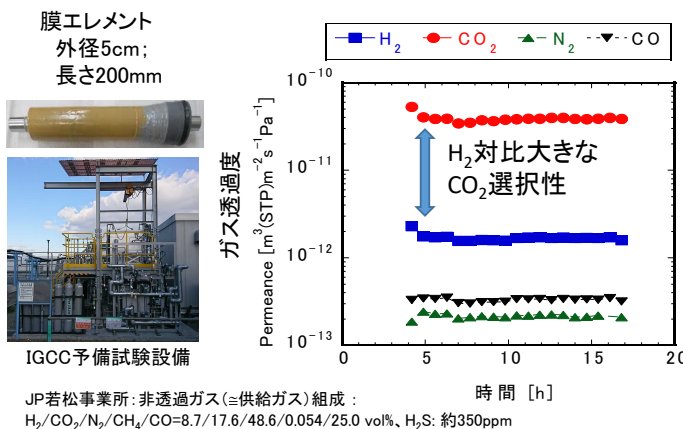 膜エレメント
外径5cm;
長さ200mm
IGCC予備試験設備
H₂ CO₂ N₂ CO
ガス透過度
Permeance [m³(STP)m⁻²s⁻¹Pa⁻¹]
10⁻¹⁰
10⁻¹¹
10⁻¹²
10⁻¹³
H₂対比大きな
CO₂選択性
0 5 10 15 20
時間 [h]
JP若松事業所:非透過ガス(≅供給ガス)組成:
H₂/CO₂/N₂/CH₄/CO=8.7/17.6/48.6/0.054/25.0 vol%、H₂S: 約350ppm